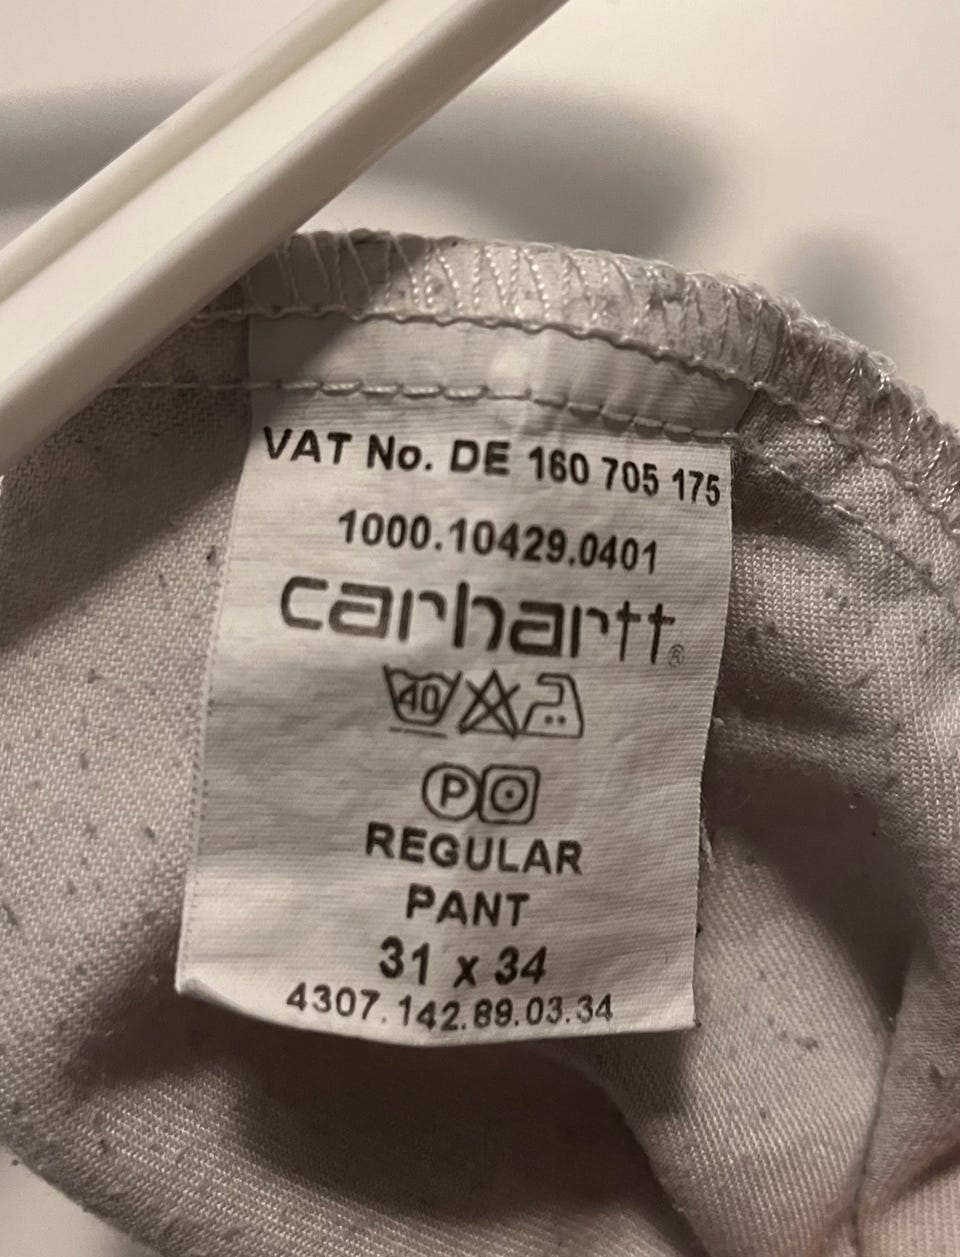 VAT No. DE 160 705 175
1000.10429.0401
carhartt®
40
P
REGULAR
PANT
31 x 34
4307.142.89.03.34